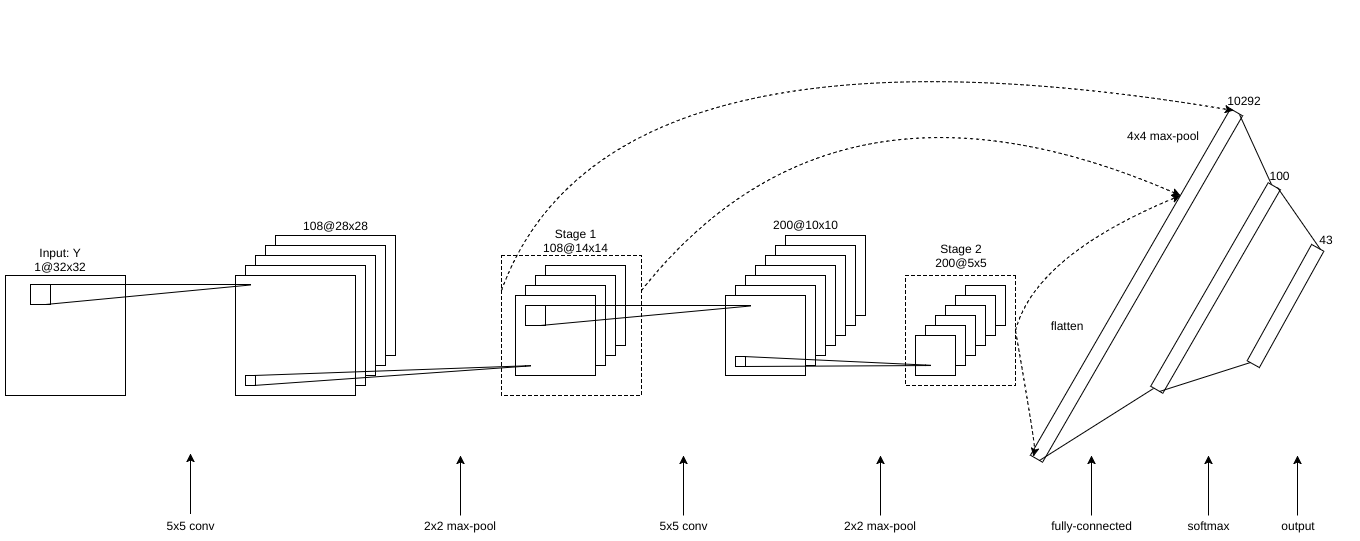 Input: Y
1@32x32
108@28x28
Stage 1
108@14x14
200@10x10
Stage 2
200@5x5
10292
4x4 max-pool
100
43
flatten
5x5 conv
2x2 max-pool
5x5 conv
2x2 max-pool
fully-connected
softmax
output